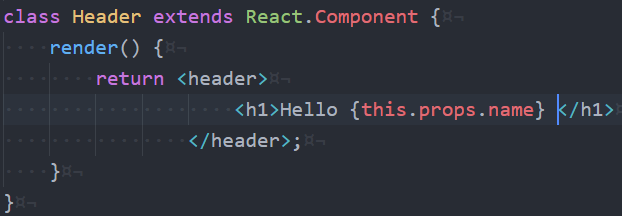 class Header extends React.Component {
    render() {
        return <header>
                    <h1>Hello {this.props.name} </h1>
                </header>;
    }
}